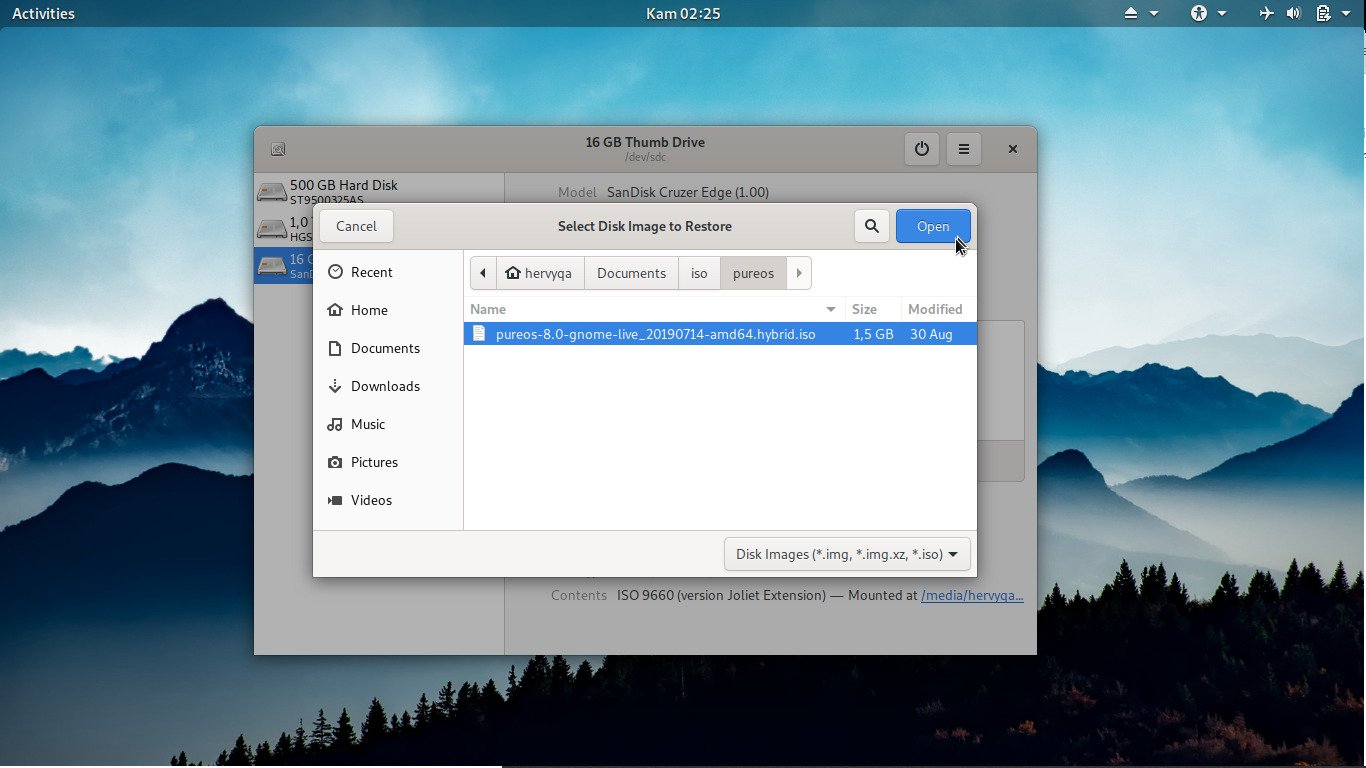 Activities
Kam 02:25
16 GB Thumb Drive
/dev/sdc
500 GB Hard Disk
ST9500325AS
Model SanDisk Cruzer Edge (1.00)
1,0
HGS
16 G
SanD
Cancel
Select Disk Image to Restore
Open
Recent
Home
Documents
Downloads
Music
Pictures
Videos
hervyqa
Documents
iso
pureos
Name
Size
Modified
pureos-8.0-gnome-live_20190714-amd64.hybrid.iso
1,5 GB
30 Aug
Disk Images (*.img, *.img.xz, *.iso)
Contents ISO 9660 (version Joliet Extension) — Mounted at /media/hervyqa…